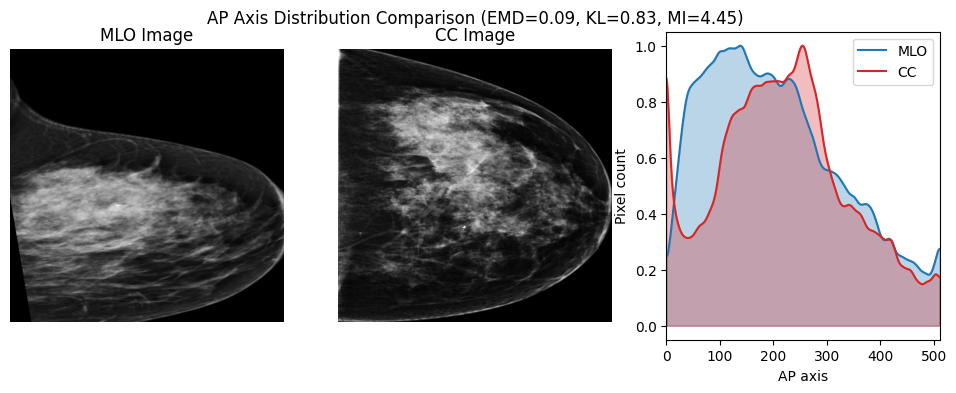 AP Axis Distribution Comparison (EMD=0.09, KL=0.83, MI=4.45)
MLO Image
CC Image
MLO
CC
Pixel count
1.0
0.8
0.6
0.4
0.2
0.0
0 100 200 300 400 500
AP axis